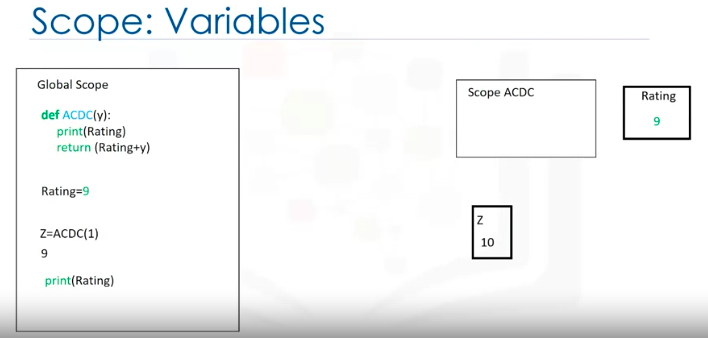 Scope: Variables
Global Scope
def ACDC(y):
print(Rating)
return (Rating+y)
Rating=9
Z=ACDC(1)
9
print(Rating)
Scope ACDC
Rating
9
Z
10